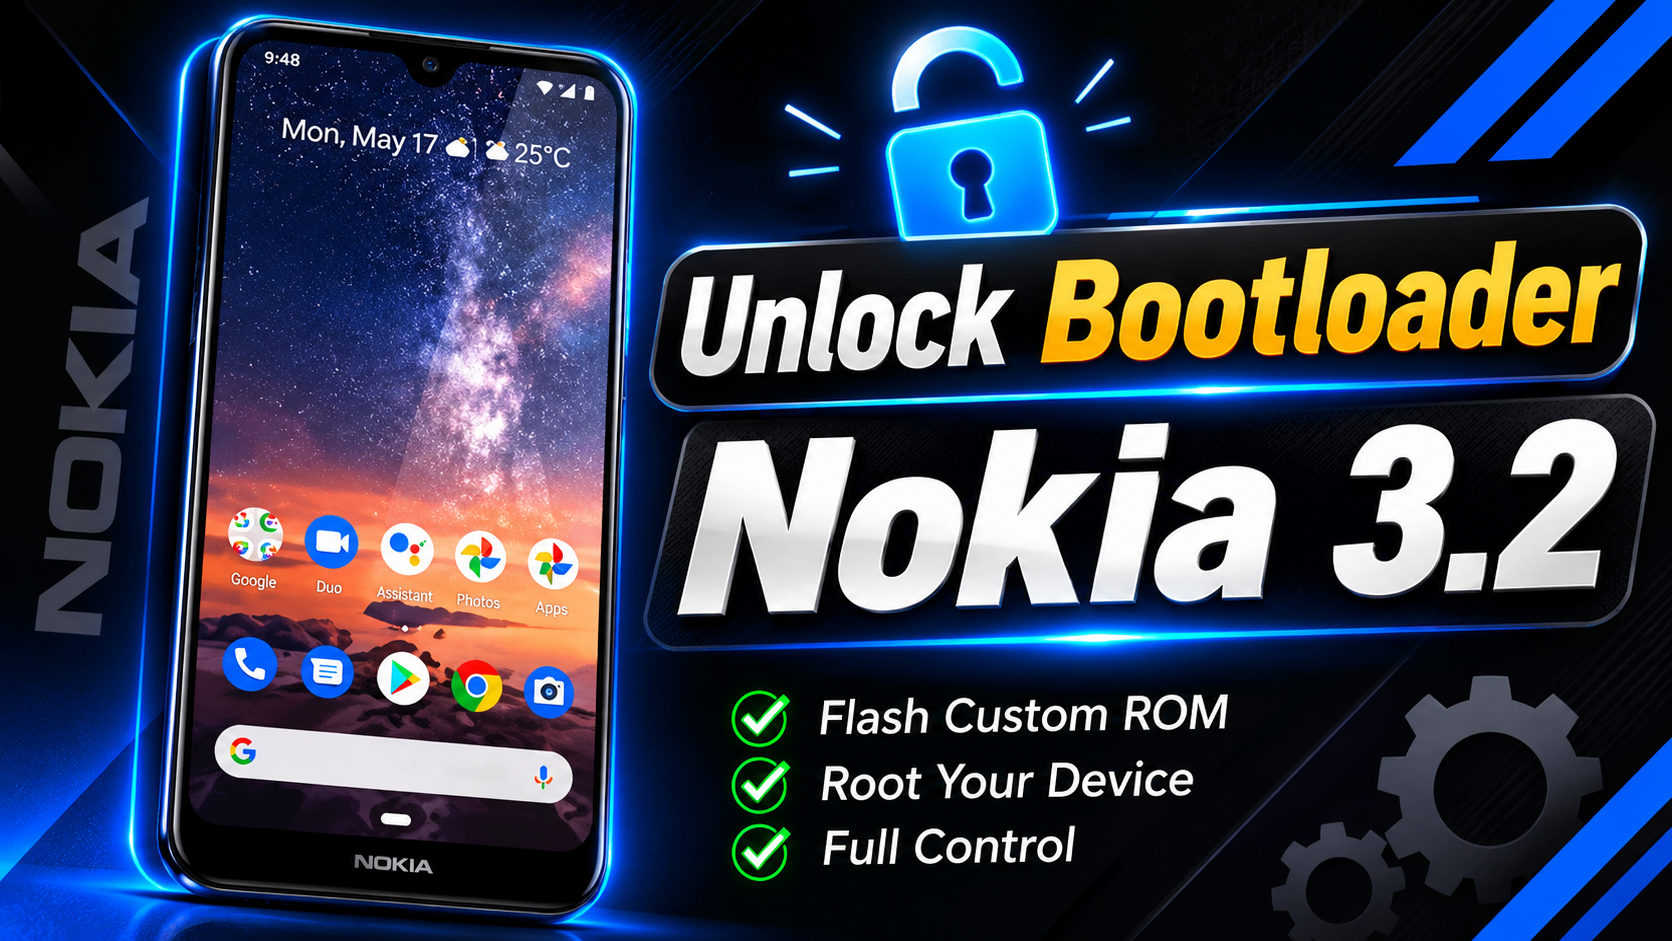 NOKIA
9:48
Mon, May 17 25°C
Google
Duo
Assistant
Photos
Apps
NOKIA
Unlock Bootloader
Nokia 3.2
Flash Custom ROM
Root Your Device
Full Control